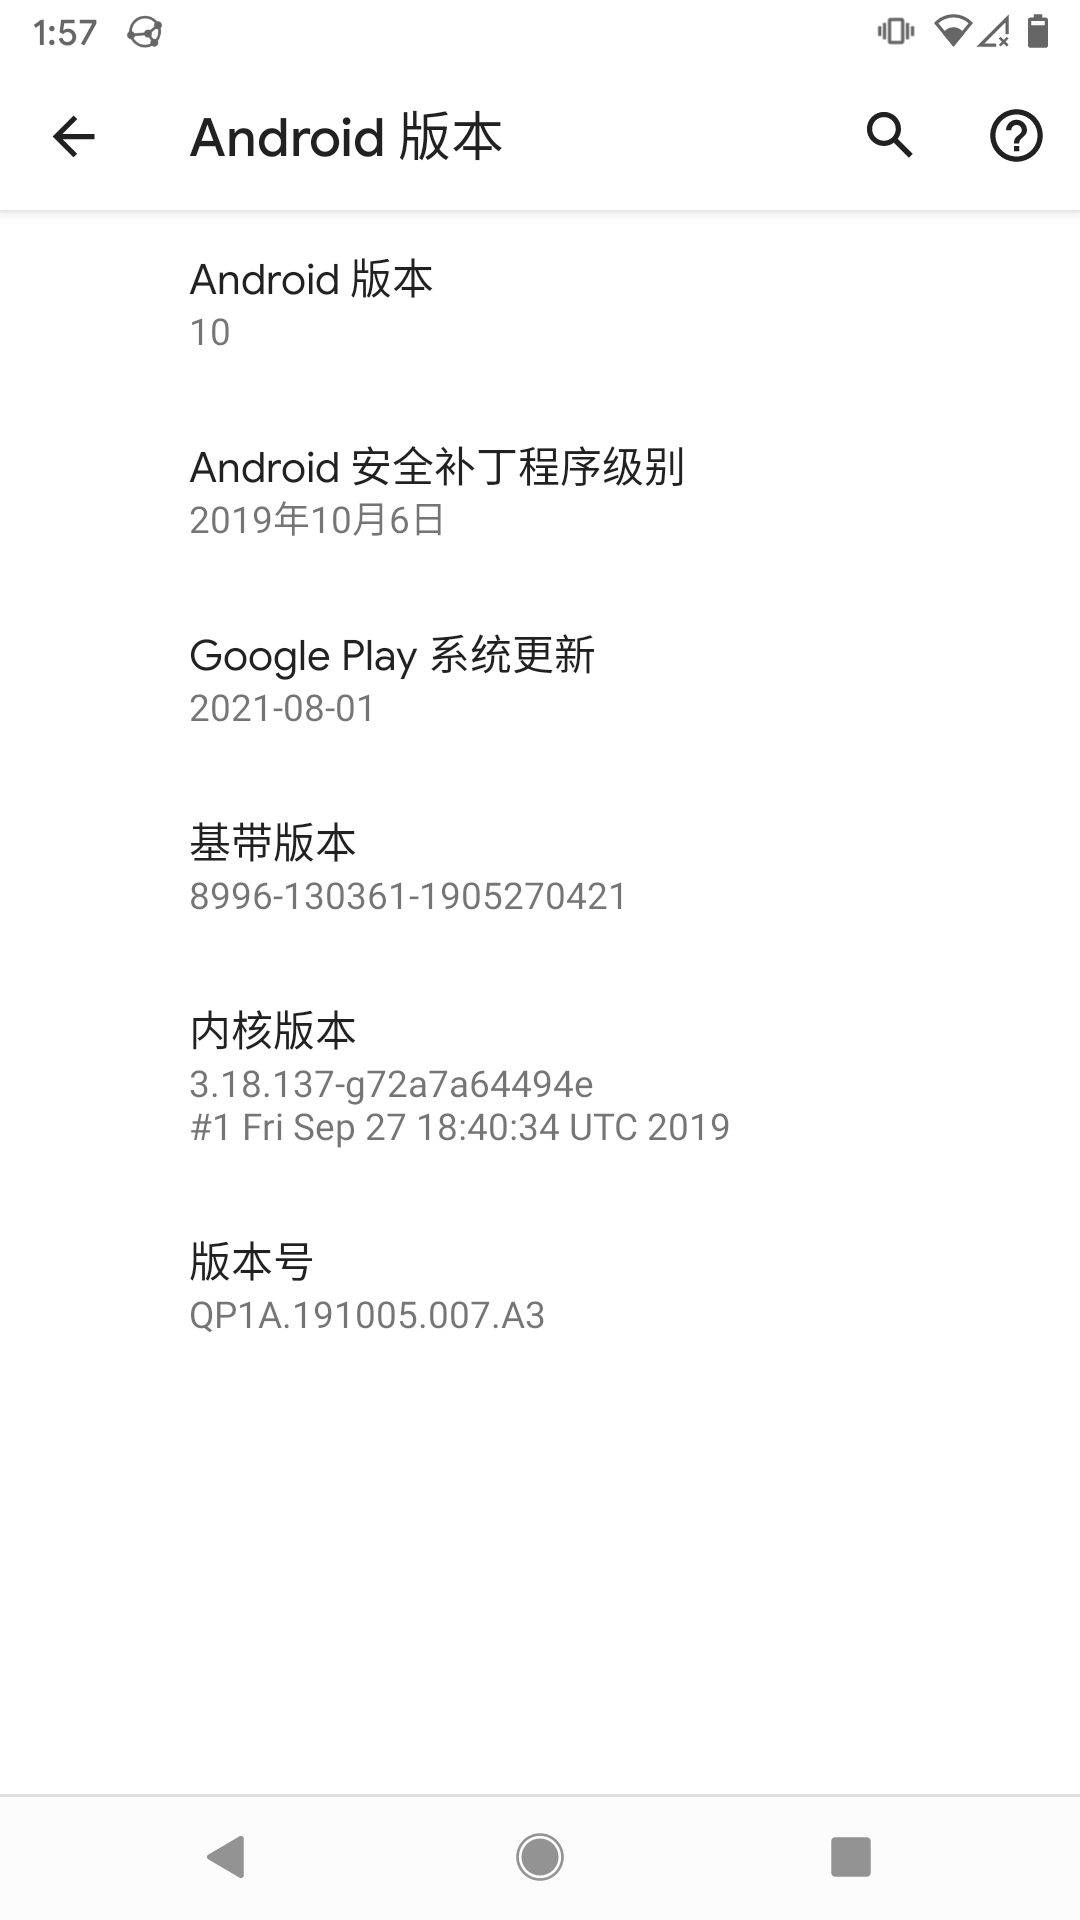 1:57
Android 版本
Android 版本
10
Android 安全补丁程序级别
2019年10月6日
Google Play 系统更新
2021-08-01
基带版本
8996-130361-1905270421
内核版本
3.18.137-g72a7a64494e
#1 Fri Sep 27 18:40:34 UTC 2019
版本号
QP1A.191005.007.A3